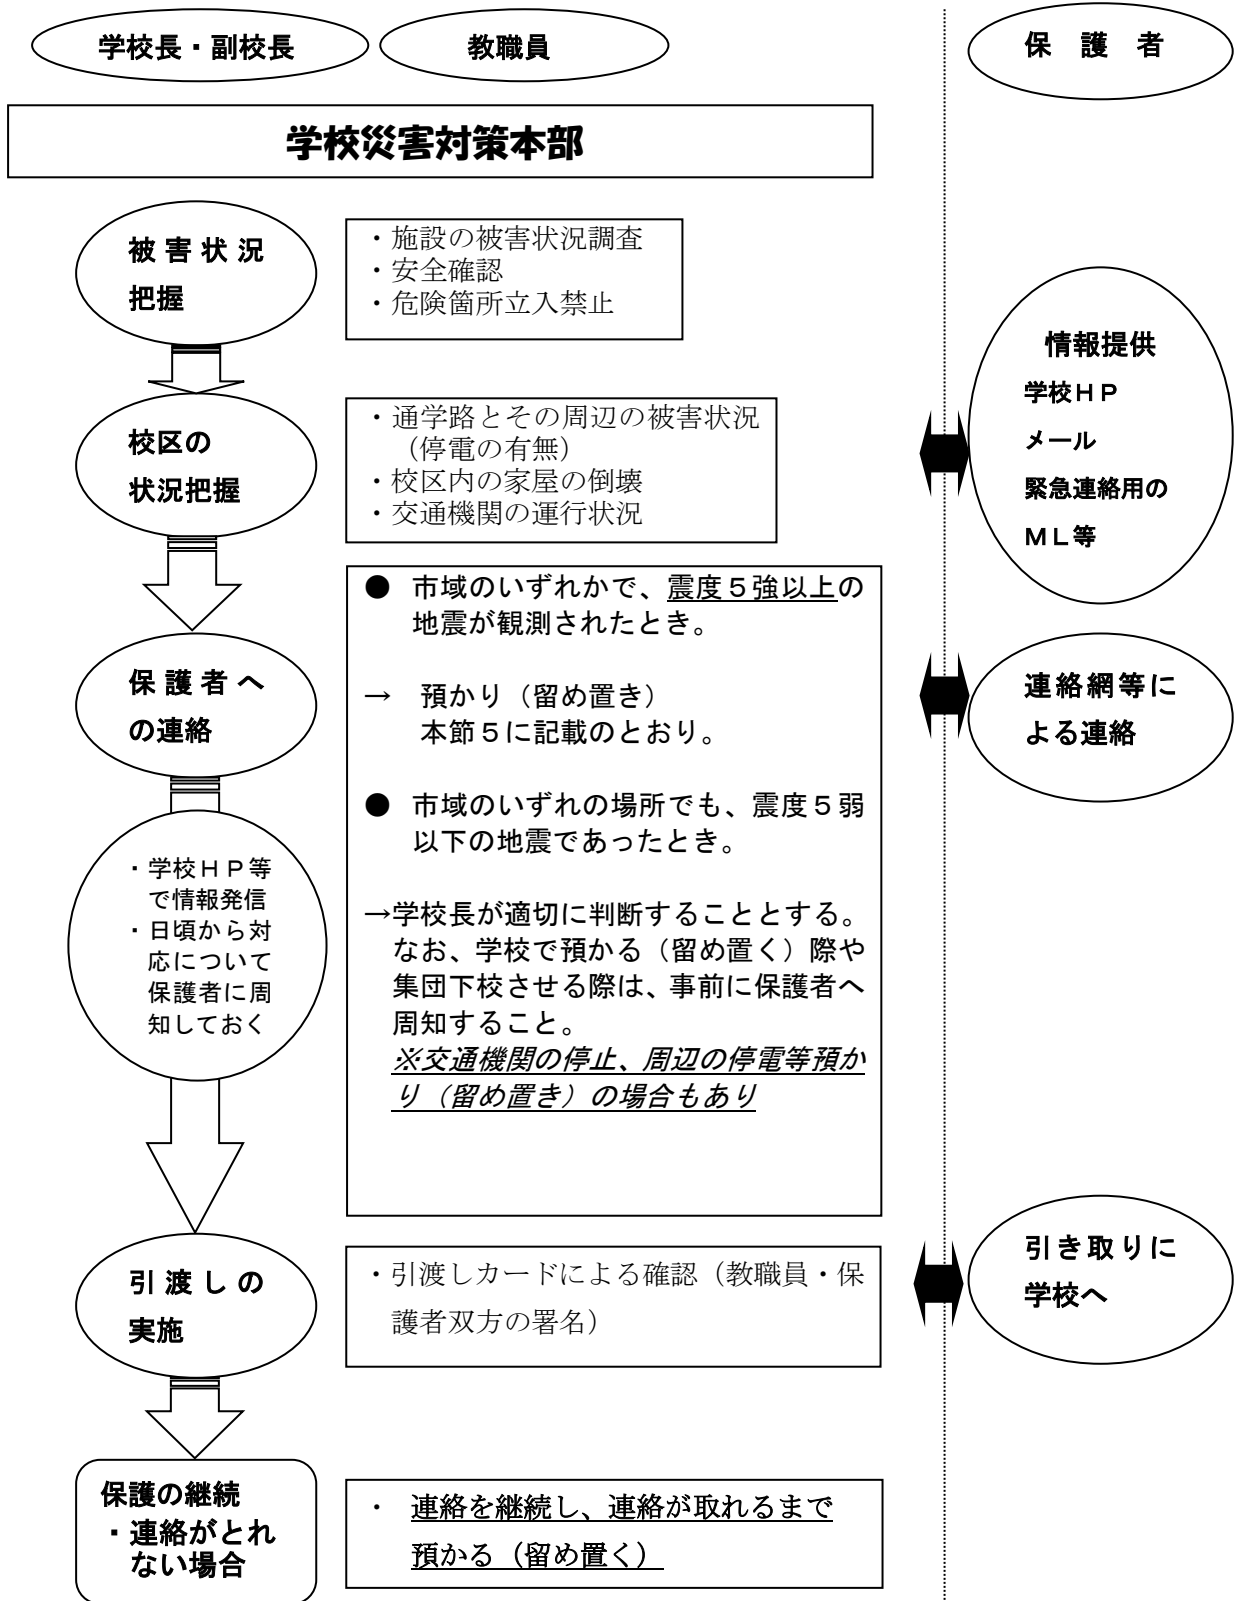 学校長・副校長
教職員
保　護　者
学校災害対策本部
被害状況
把握
・施設の被害状況調査
・安全確認
・危険箇所立入禁止
情報提供
学校ＨＰ
メール
緊急連絡用の
ＭＬ等
校区の
状況把握
・通学路とその周辺の被害状況
（停電の有無）
・校区内の家屋の倒壊
・交通機関の運行状況
● 市域のいずれかで、震度５強以上の
地震が観測されたとき。
→　預かり（留め置き）
本節５に記載のとおり。
● 市域のいずれの場所でも、震度５弱
以下の地震であったとき。
→学校長が適切に判断することとする。
なお、学校で預かる（留め置く）際や
集団下校させる際は、事前に保護者へ
周知すること。
※交通機関の停止、周辺の停電等預か
り（留め置き）の場合もあり
保護者へ
の連絡
連絡網等に
よる連絡
・学校ＨＰ等
で情報発信
・日頃から対
応について
保護者に周
知しておく
引渡しの
実施
・引渡しカードによる確認（教職員・保
護者双方の署名）
引き取りに
学校へ
保護の継続
・連絡がとれ
ない場合
・　連絡を継続し、連絡が取れるまで
預かる（留め置く）